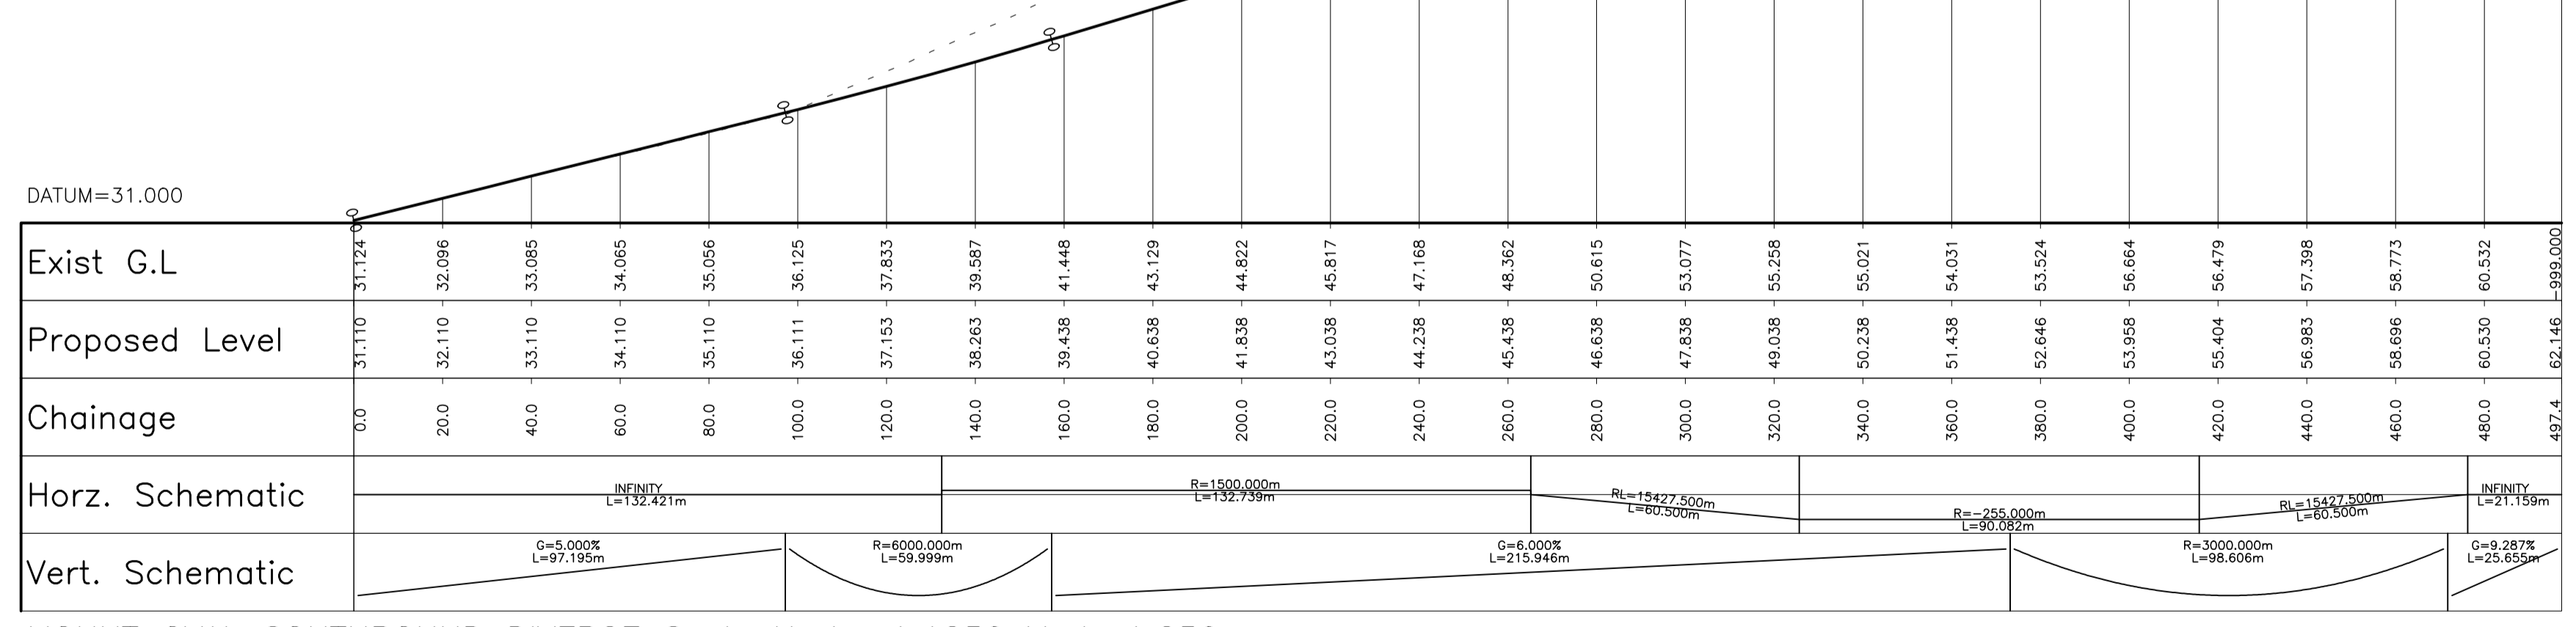 DATUM=31.000
Exist G.L 31.124 32.096 33.085 34.065 35.056 36.125 37.833 39.587 41.448 43.129 44.822 45.817 47.168 48.362 50.615 53.077 55.258 55.021 54.031 53.524 56.664 56.479 57.398 58.773 60.532 -999.000
Proposed Level 31.110 32.110 33.110 34.110 35.110 36.111 37.153 38.263 39.438 40.638 41.838 43.038 44.238 45.438 46.638 47.838 49.038 50.238 51.438 52.646 53.958 55.404 56.983 58.696 60.530 62.146
Chainage 0.0 20.0 40.0 60.0 80.0 100.0 120.0 140.0 160.0 180.0 200.0 220.0 240.0 260.0 280.0 300.0 320.0 340.0 360.0 380.0 400.0 420.0 440.0 460.0 480.0 497.4
Horz. Schematic
INFINITY
L=132.421m
R=1500.000m
L=132.739m
RL=15427.500m
L=60.500m
R=-255.000m
L=90.082m
RL=15427.500m
L=60.500m
INFINITY
L=21.159m
Vert. Schematic
G=5.000%
L=97.195m
R=6000.000m
L=59.999m
G=6.000%
L=215.946m
R=3000.000m
L=98.606m
G=9.287%
L=25.655m